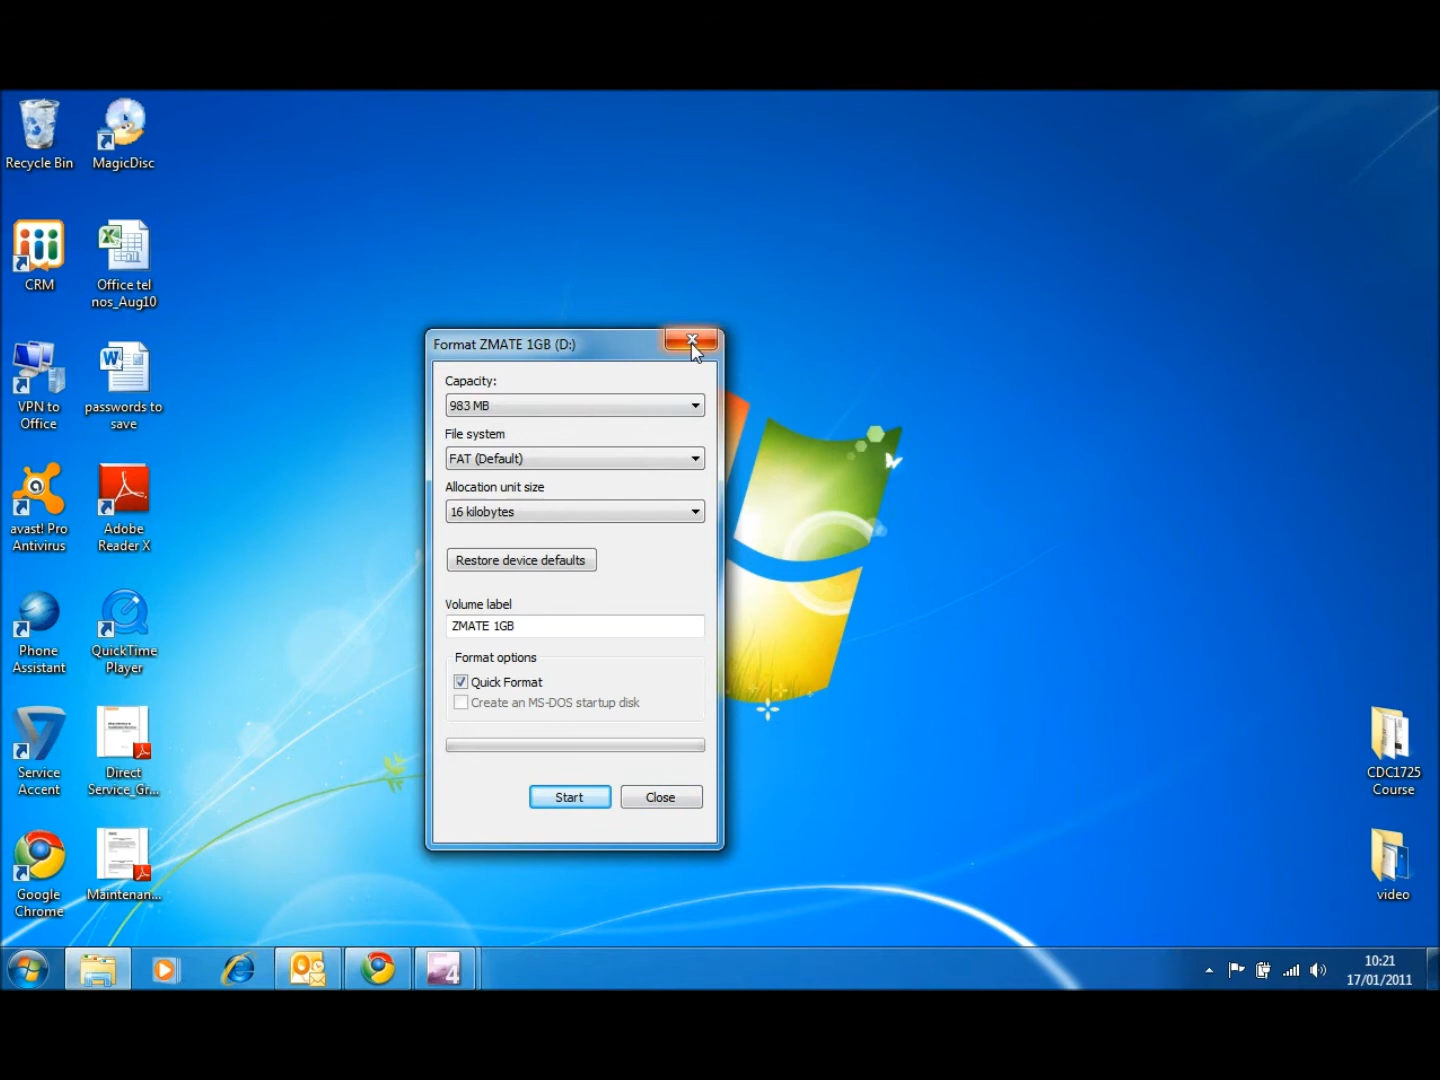 Recycle Bin
MagicDisc
CRM
Office tel
nos_Aug10
VPN to
Office
passwords to
save
avast! Pro
Antivirus
Adobe
Reader X
Phone
Assistant
QuickTime
Player
Service
Accent
Direct
Service_Gr...
Google
Chrome
Maintenan...
Format ZMATE 1GB (D:)
Capacity:
983 MB
File system
FAT (Default)
Allocation unit size
16 kilobytes
Restore device defaults
Volume label
ZMATE 1GB
Format options
Quick Format
Create an MS-DOS startup disk
Start
Close
CDC1725
Course
video
4
10:21
17/01/2011